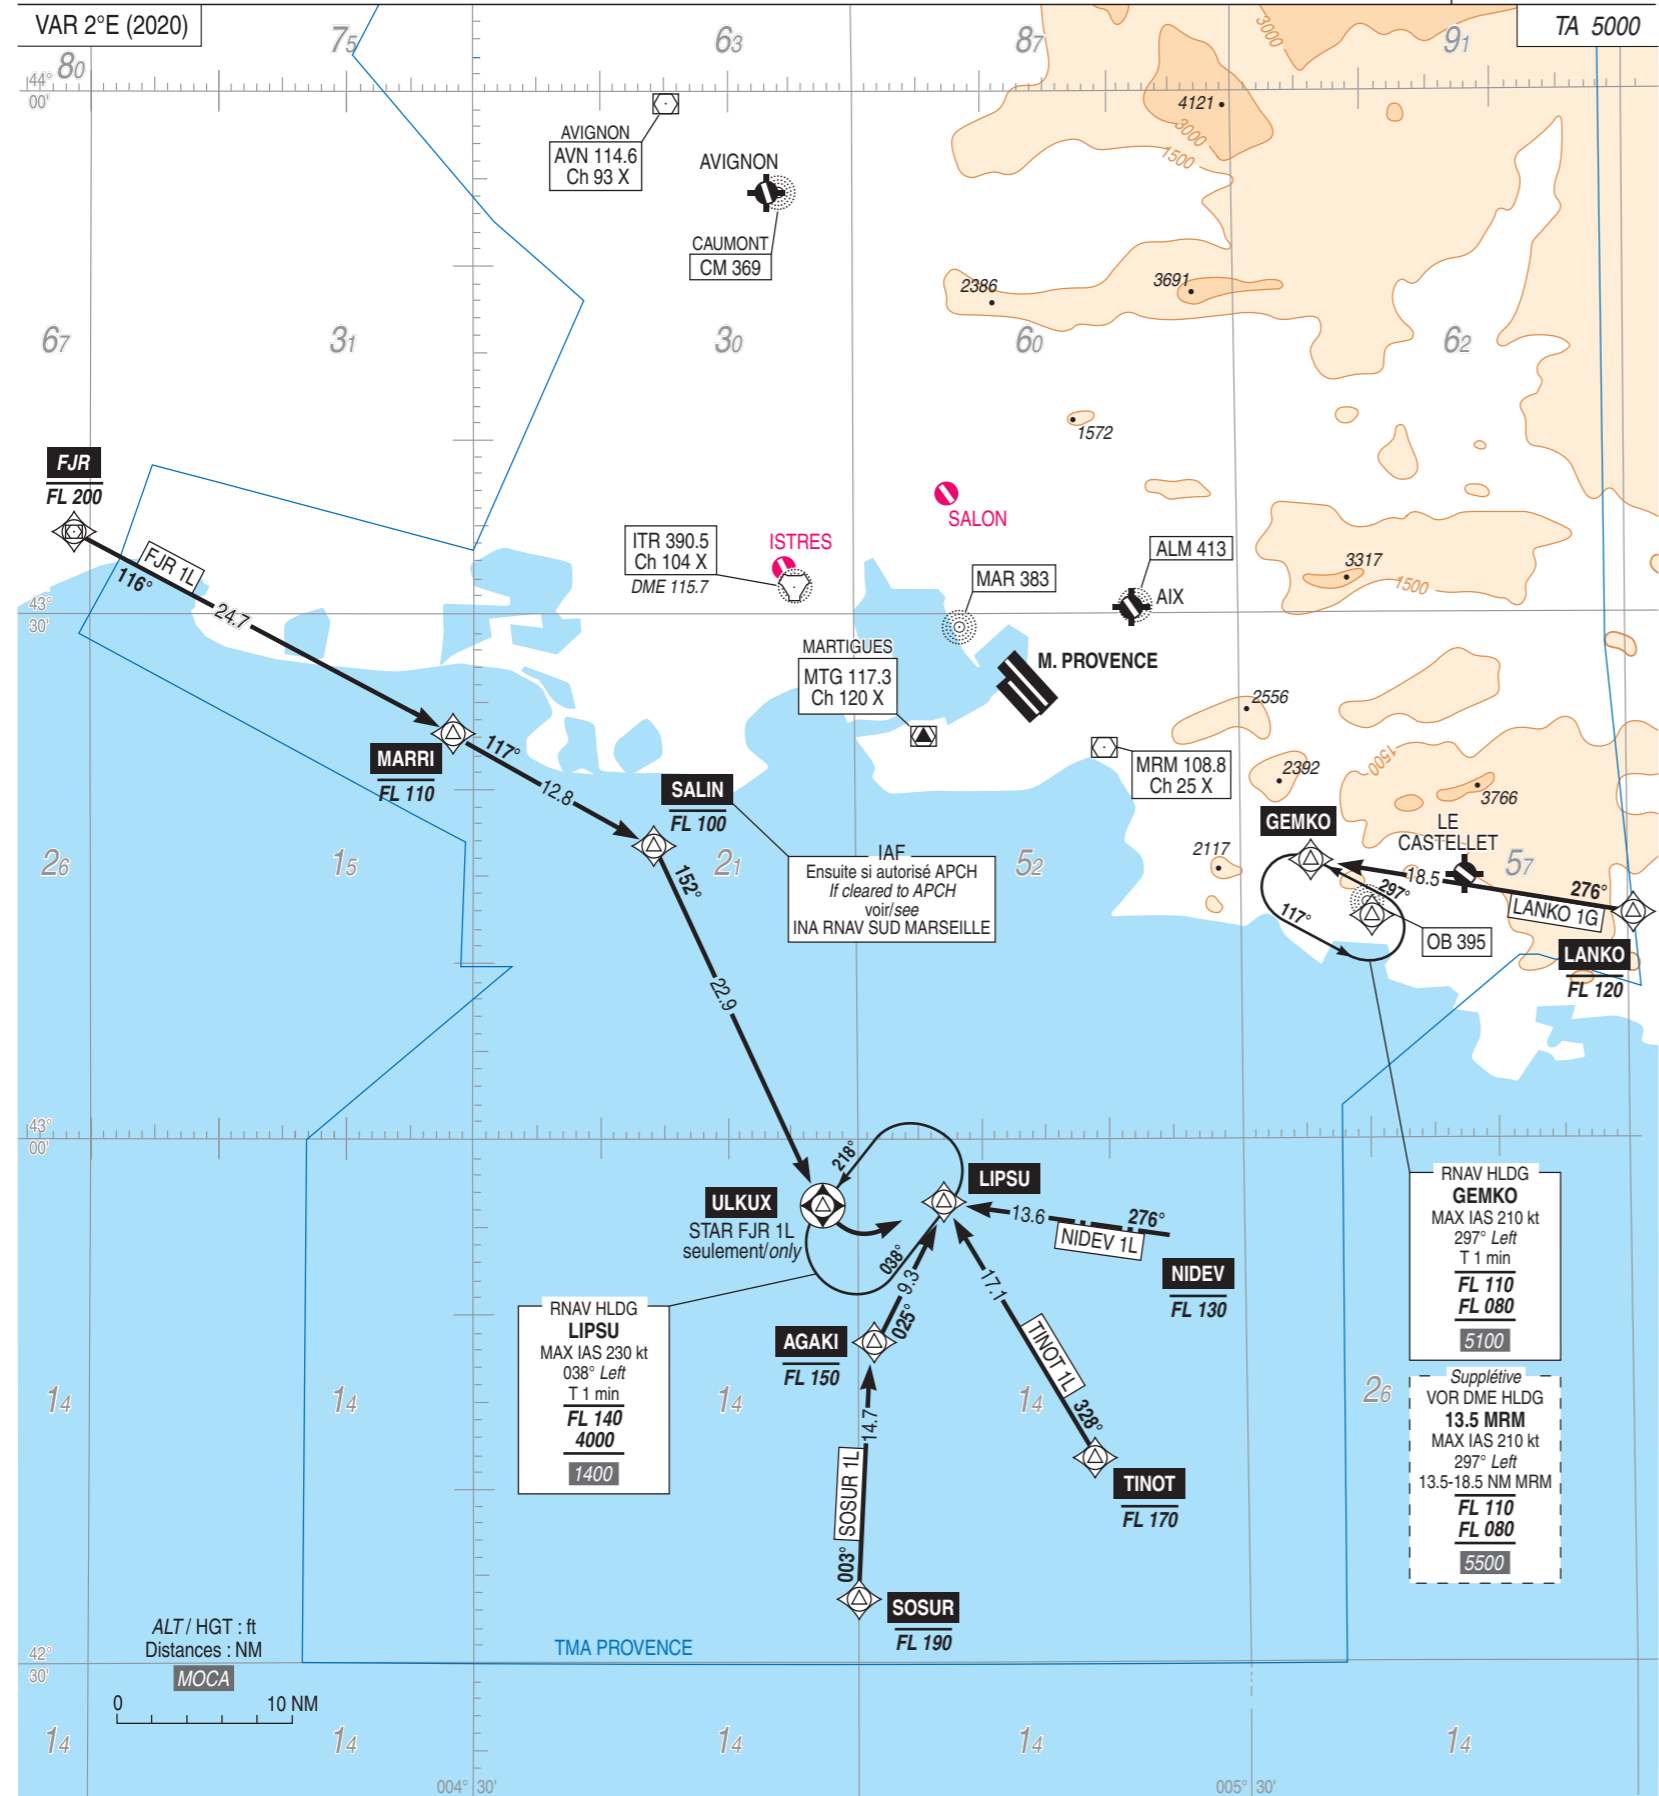 VAR 2°E (2020)
TA 5000
80
75
63
87
91
3000
44°
00'
4121
3000
1500
AVIGNON
AVN 114.6
Ch 93 X
AVIGNON
CAUMONT
CM 369
2386
3691
67
31
30
60
62
1572
FJR
FL 200
SALON
ISTRES
ITR 390.5
Ch 104 X
DME 115.7
ALM 413
AIX
MAR 383
3317
1500
FJR 1L
116°
24.7
43°
30'
MARTIGUES
MTG 117.3
Ch 120 X
M. PROVENCE
2556
MARRI
FL 110
117°
12.8
MRM 108.8
Ch 25 X
2392
1500
3766
SALIN
FL 100
GEMKO
LE
CASTELLET
26
15
21
52
2117
57
IAF
Ensuite si autorisé APCH
If cleared to APCH
voir/see
INA RNAV SUD MARSEILLE
152°
18.5
297°
276°
117°
LANKO 1G
OB 395
LANKO
FL 120
22.9
43°
00'
218°
LIPSU
ULKUX
STAR FJR 1L
seulement/only
13.6
276°
NIDEV 1L
NIDEV
FL 130
038°
9.3
025°
17.1
RNAV HLDG
GEMKO
MAX IAS 210 kt
297° Left
T 1 min
FL 110
FL 080
5100
RNAV HLDG
LIPSU
MAX IAS 230 kt
038° Left
T 1 min
FL 140
4000
1400
AGAKI
FL 150
TINOT 1L
328°
Supplétive
VOR DME HLDG
13.5 MRM
MAX IAS 210 kt
297° Left
13.5-18.5 NM MRM
FL 110
FL 080
5500
14
14
14
14
26
14.7
SOSUR 1L
003°
TINOT
FL 170
SOSUR
FL 190
ALT / HGT : ft
Distances : NM
MOCA
TMA PROVENCE
42°
30'
0
10 NM
14
14
14
14
14
004° 30'
005° 30'